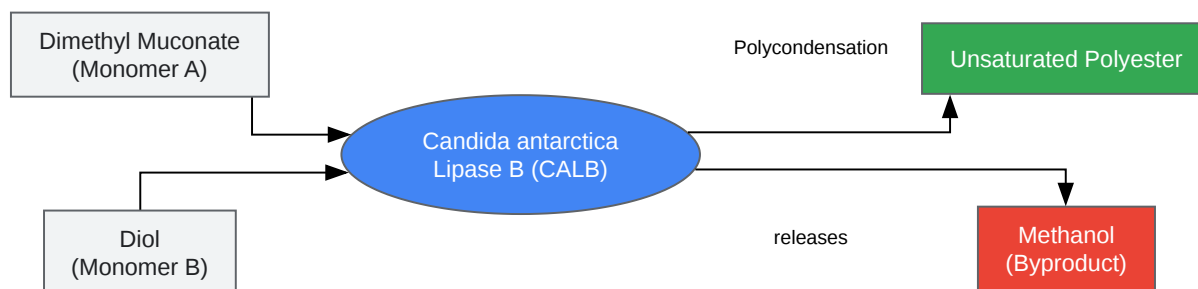 Dimethyl Muconate
(Monomer A)
Polycondensation
Unsaturated Polyester
Candida antarctica
Lipase B (CALB)
Diol
(Monomer B)
releases
Methanol
(Byproduct)